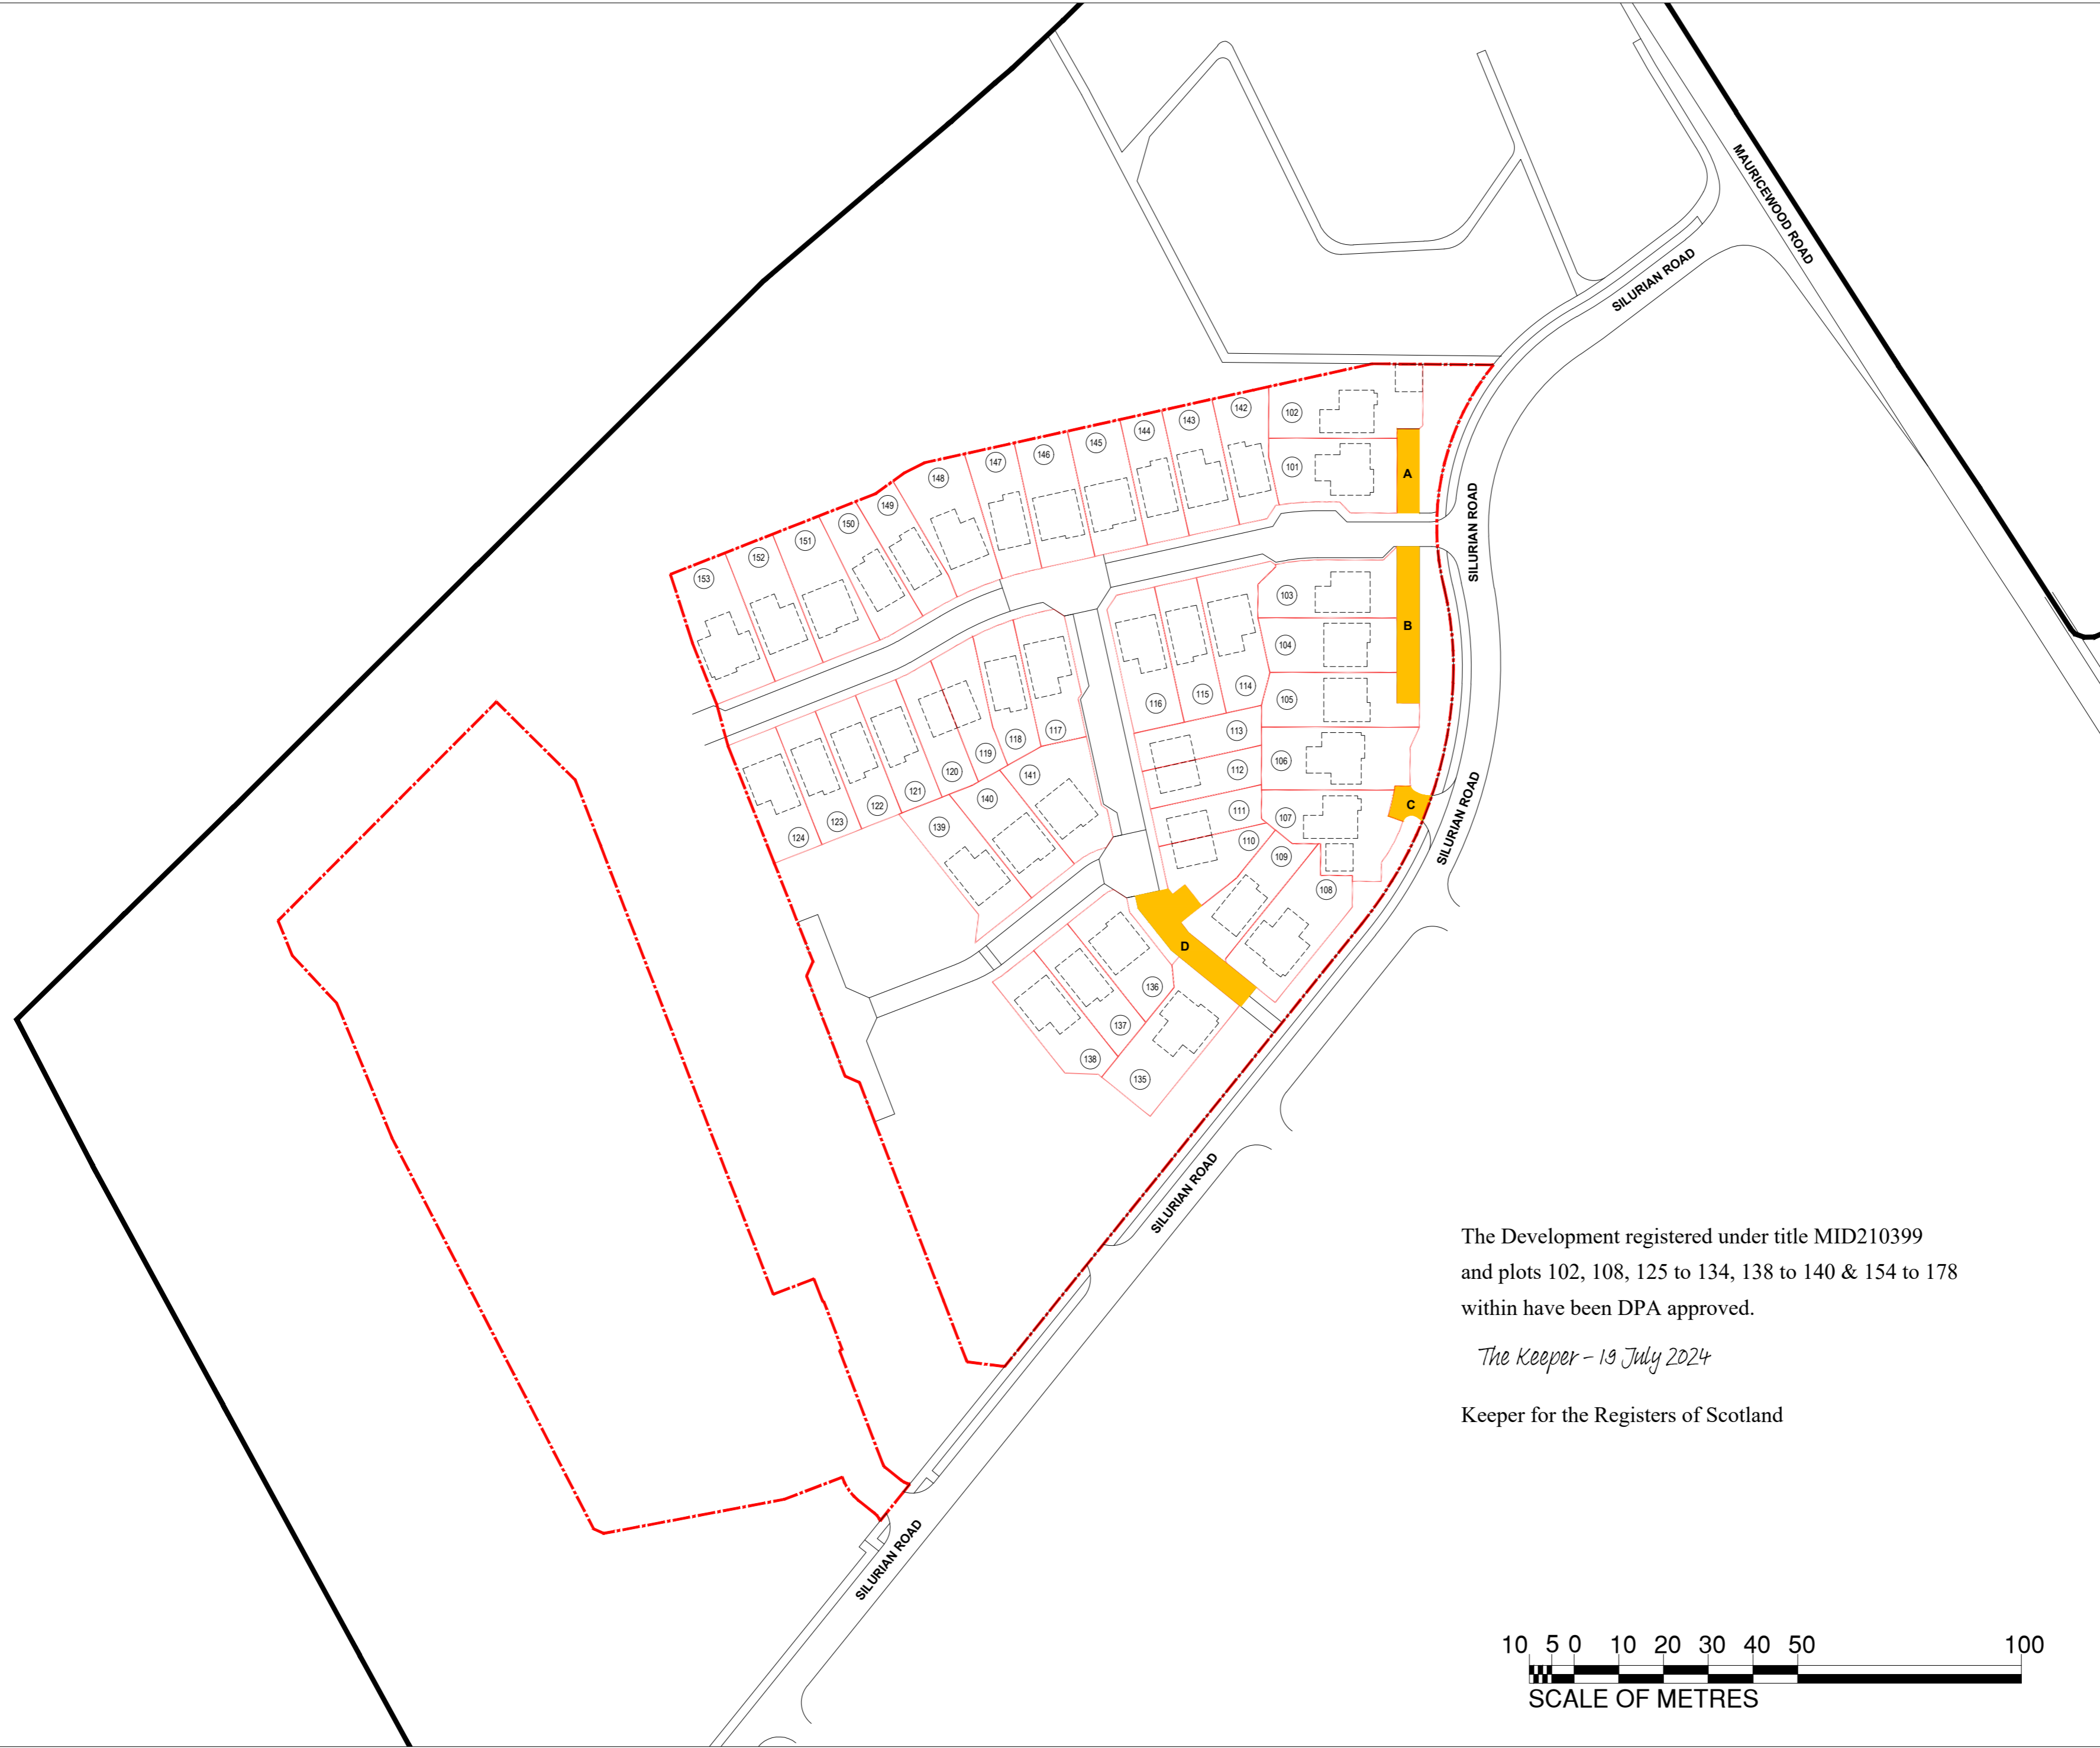 MAURICEWOOD ROAD
SILURIAN ROAD
142
102
143
144
145
A
146
101
147
148
SILURIAN ROAD
149
150
151
152
153
103
B
104
114
115
105
116
117
113
118
119
106
112
120
141
121
140
C
122
111
107
SILURIAN ROAD
139
123
124
110
109
108
D
136
137
138
135
SILURIAN ROAD
The Development registered under title MID210399
and plots 102, 108, 125 to 134, 138 to 140 & 154 to 178
within have been DPA approved.
The Keeper – 19 July 2024
Keeper for the Registers of Scotland
SILURIAN ROAD
10 5 0 10 20 30 40 50 100
SCALE OF METRES